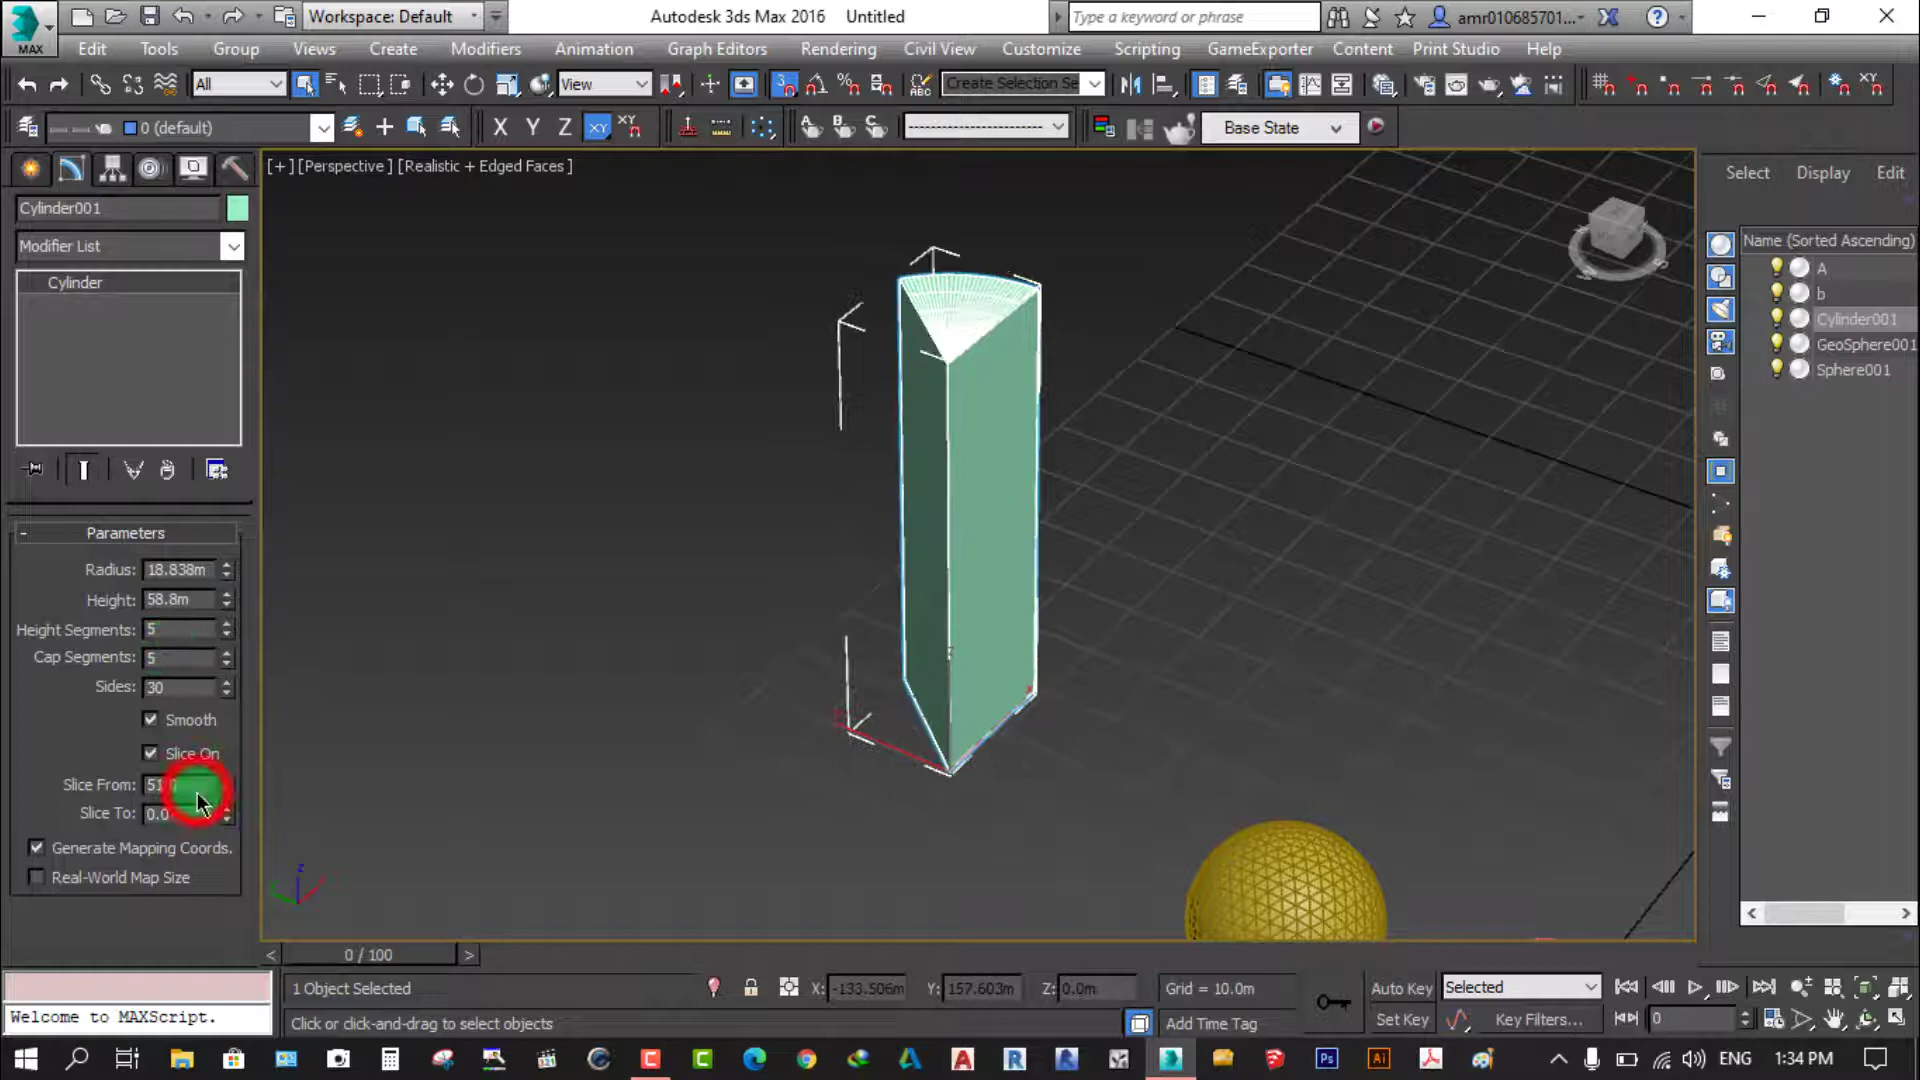 Workspace: Default
Autodesk 3ds Max 2016 Untitled
Type a keyword or phrase
amr010685701...
MAX
Edit Tools Group Views Create Modifiers Animation Graph Editors Rendering Civil View Customize Scripting GameExporter Content Print Studio Help
All
View
Create Selection Se
0 (default)
X Y Z XY
Base State
[+] [Perspective] [Realistic + Edged Faces]
Select Display Edit
Cylinder001
Modifier List
Cylinder
Name (Sorted Ascending)
A
b
Cylinder001
GeoSphere001
Sphere001
Parameters
Radius: 18.838m
Height: 58.8m
Height Segments: 5
Cap Segments: 5
Sides: 30
Smooth
Slice On
Slice From:
Slice To: 0.0
Generate Mapping Coords.
Real-World Map Size
0 / 100
1 Object Selected
X: -133.506m Y: 157.603m Z: 0.0m
Grid = 10.0m
Auto Key Selected
Welcome to MAXScript.
Click or click-and-drag to select objects
Add Time Tag
Set Key Key Filters...
0
ENG 1:34 PM